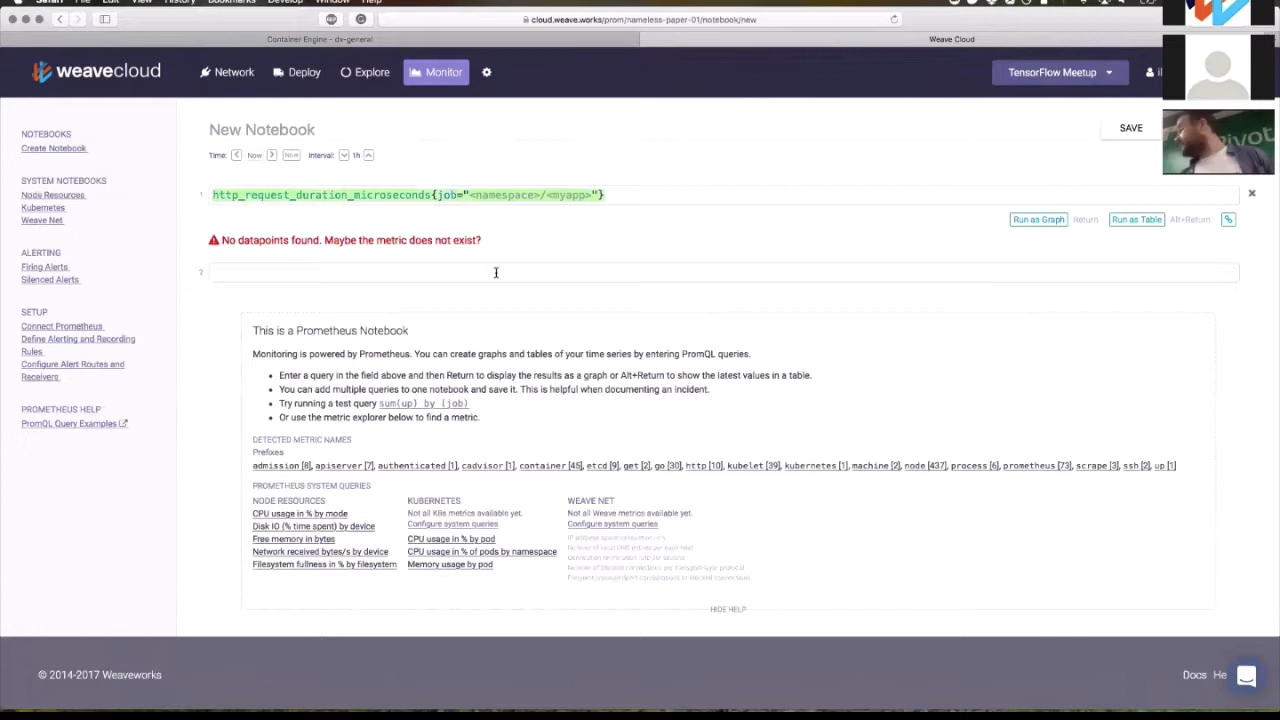 Safari File Edit View History Bookmarks Develop Window Help
cloud.weave.works/prom/nameless-paper-01/notebook/new
Container Engine - dx-general
Weave Cloud
weavecloud
Network
Deploy
Explore
Monitor
TensorFlow Meetup
NOTEBOOKS
Create Notebook
SYSTEM NOTEBOOKS
Node Resources
Kubernetes
Weave Net
ALERTING
Firing Alerts
Silenced Alerts
SETUP
Connect Prometheus
Define Alerting and Recording
Rules
Configure Alert Routes and
Receivers
PROMETHEUS HELP
PromQL Query Examples
New Notebook
SAVE
Time: Now Now Interval: 1h
1 http_request_duration_microseconds{job="<namespace>/<myapp>"}
Run as Graph Return Run as Table Alt+Return
No datapoints found. Maybe the metric does not exist?
2
This is a Prometheus Notebook
Monitoring is powered by Prometheus. You can create graphs and tables of your time series by entering PromQL queries.
Enter a query in the field above and then Return to display the results as a graph or Alt+Return to show the latest values in a table.
You can add multiple queries to one notebook and save it. This is helpful when documenting an incident.
Try running a test query sum(up) by (job)
Or use the metric explorer below to find a metric.
DETECTED METRIC NAMES
Prefixes
admission [8], apiserver [7], authenticated [1], cadvisor [1], container [45], etcd [9], get [2], go [30], http [10], kubelet [39], kubernetes [1], machine [2], node [437], process [6], prometheus [73], scrape [3], ssh [2], up [1]
PROMETHEUS SYSTEM QUERIES
NODE RESOURCES
CPU usage in % by mode
Disk IO (% time spent) by device
Free memory in bytes
Network received bytes/s by device
Filesystem fullness in % by filesystem
KUBERNETES
Not all K8s metrics available yet.
Configure system queries
CPU usage in % by pod
CPU usage in % of pods by namespace
Memory usage by pod
WEAVE NET
Not all Weave metrics available yet.
Configure system queries
HIDE HELP
© 2014-2017 Weaveworks
Docs He